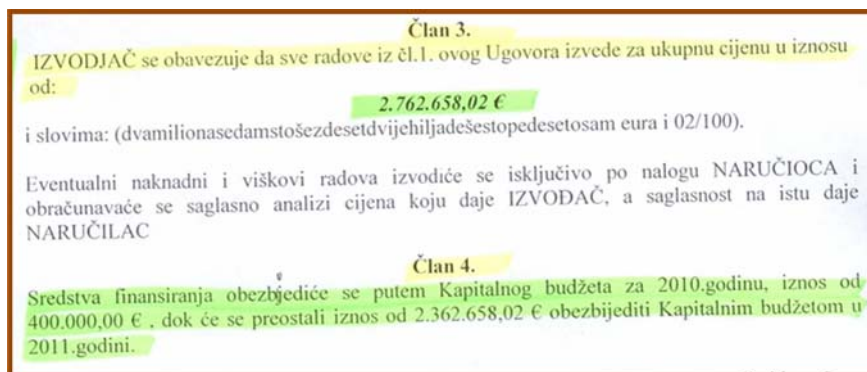 Član 3.
IZVODJAČ se obavezuje da sve radove iz čl.1. ovog Ugovora izvede za ukupnu cijenu u iznosu
od:
2.762.658,02 €
i slovima: (dvamilionasedamstošezdesetdvijehiljadešestopedesetosam eura i 02/100).
Eventualni naknadni i viškovi radova izvodiće se isključivo po nalogu NARUČIOCA i
obračunavaće se saglasno analizi cijena koju daje IZVOĐAČ, a saglasnost na istu daje
NARUČILAC
Član 4.
Sredstva finansiranja obezbjediće se putem Kapitalnog budžeta za 2010.godinu, iznos od
400.000,00 € , dok će se preostali iznos od 2.362.658,02 € obezbijediti Kapitalnim budžetom u
2011.godini.